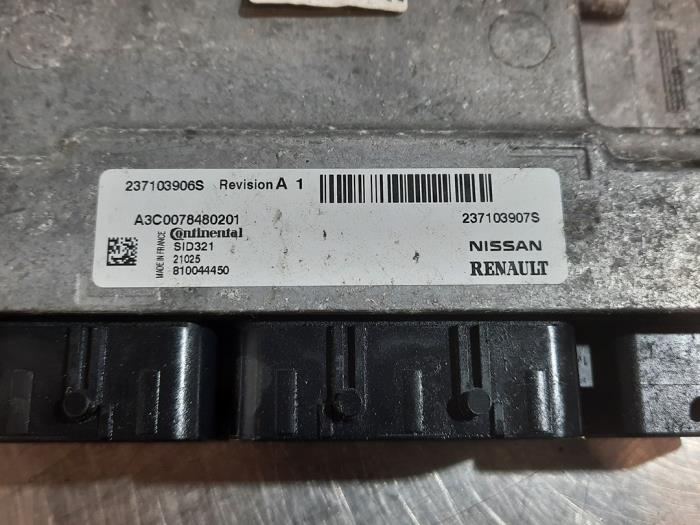 237103906S Revision A 1
A3C0078480201 237103907S
Continental
MADE IN FRANCE
SID321 NISSAN
21025
810044450 RENAULT